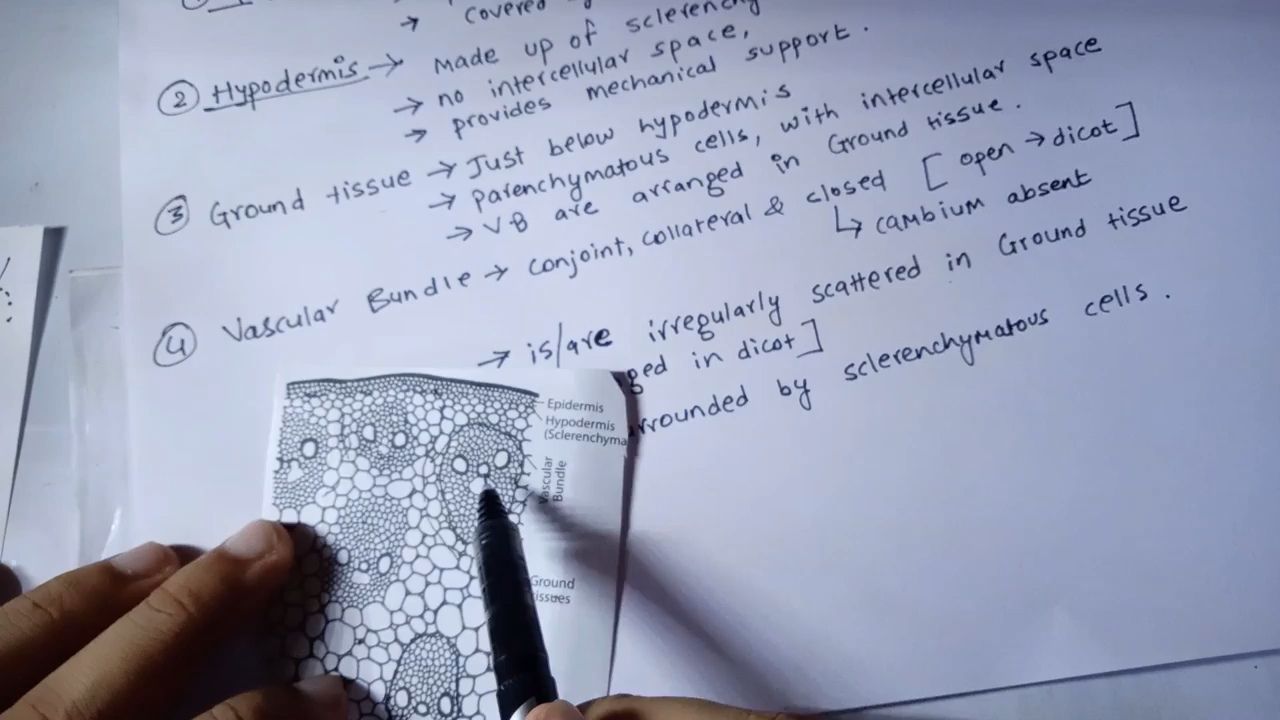 → covered
② Hypodermis → Made up of
→ no intercellular space,
→ provides mechanical support.
③ Ground tissue → Just below hypodermis
→ Parenchymatous cells, with intercellular space
→ VB are arranged in Ground tissue.
④ Vascular Bundle → conjoint, collateral & closed [open → dicot]
↳ cambium absent
→ is/are irregularly scattered in Ground tissue
in dicot]
by sclerenchymatous cells.
Epidermis
Hypodermis
(Sclerenchyma
Vascular
Bundle
Ground
tissues